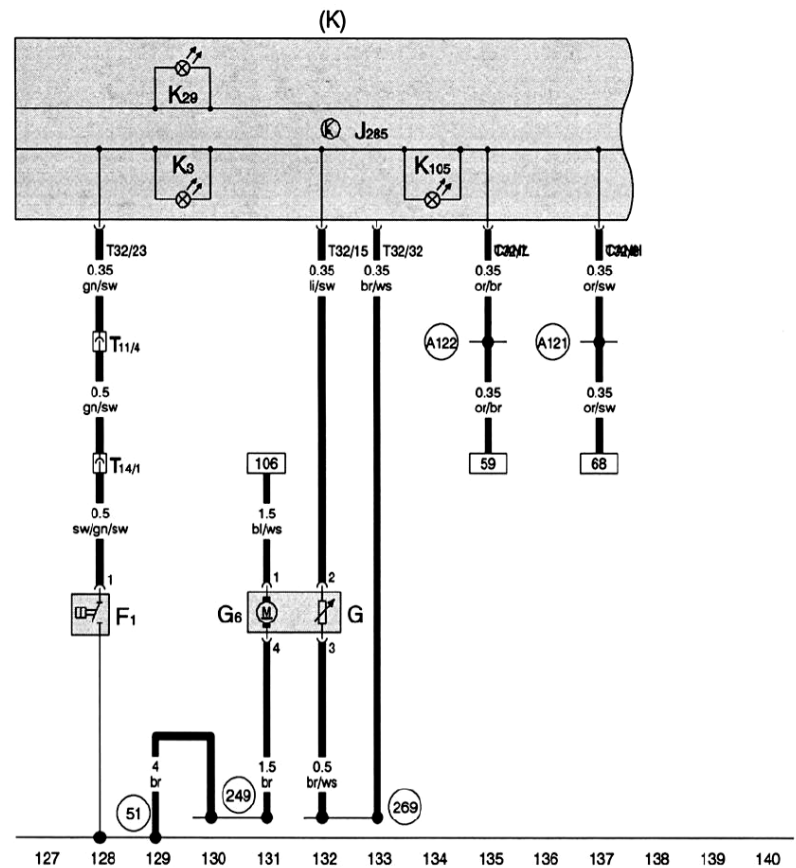 (K)
K29
k J285
K3
K105
T32/23
T32/15
T32/32
0.35
gn/sw
0.35
li/sw
0.35
br/ws
0.35
or/br
0.35
or/sw
T11/4
A122
A121
0.5
gn/sw
0.35
or/br
0.35
or/sw
T14/1
106
59
68
0.5
sw/gn/sw
1.5
bl/ws
1
1
2
F1
G6
M
G
4
3
4
br
1.5
br
0.5
br/ws
51
249
269
127 128 129 130 131 132 133 134 135 136 137 138 139 140